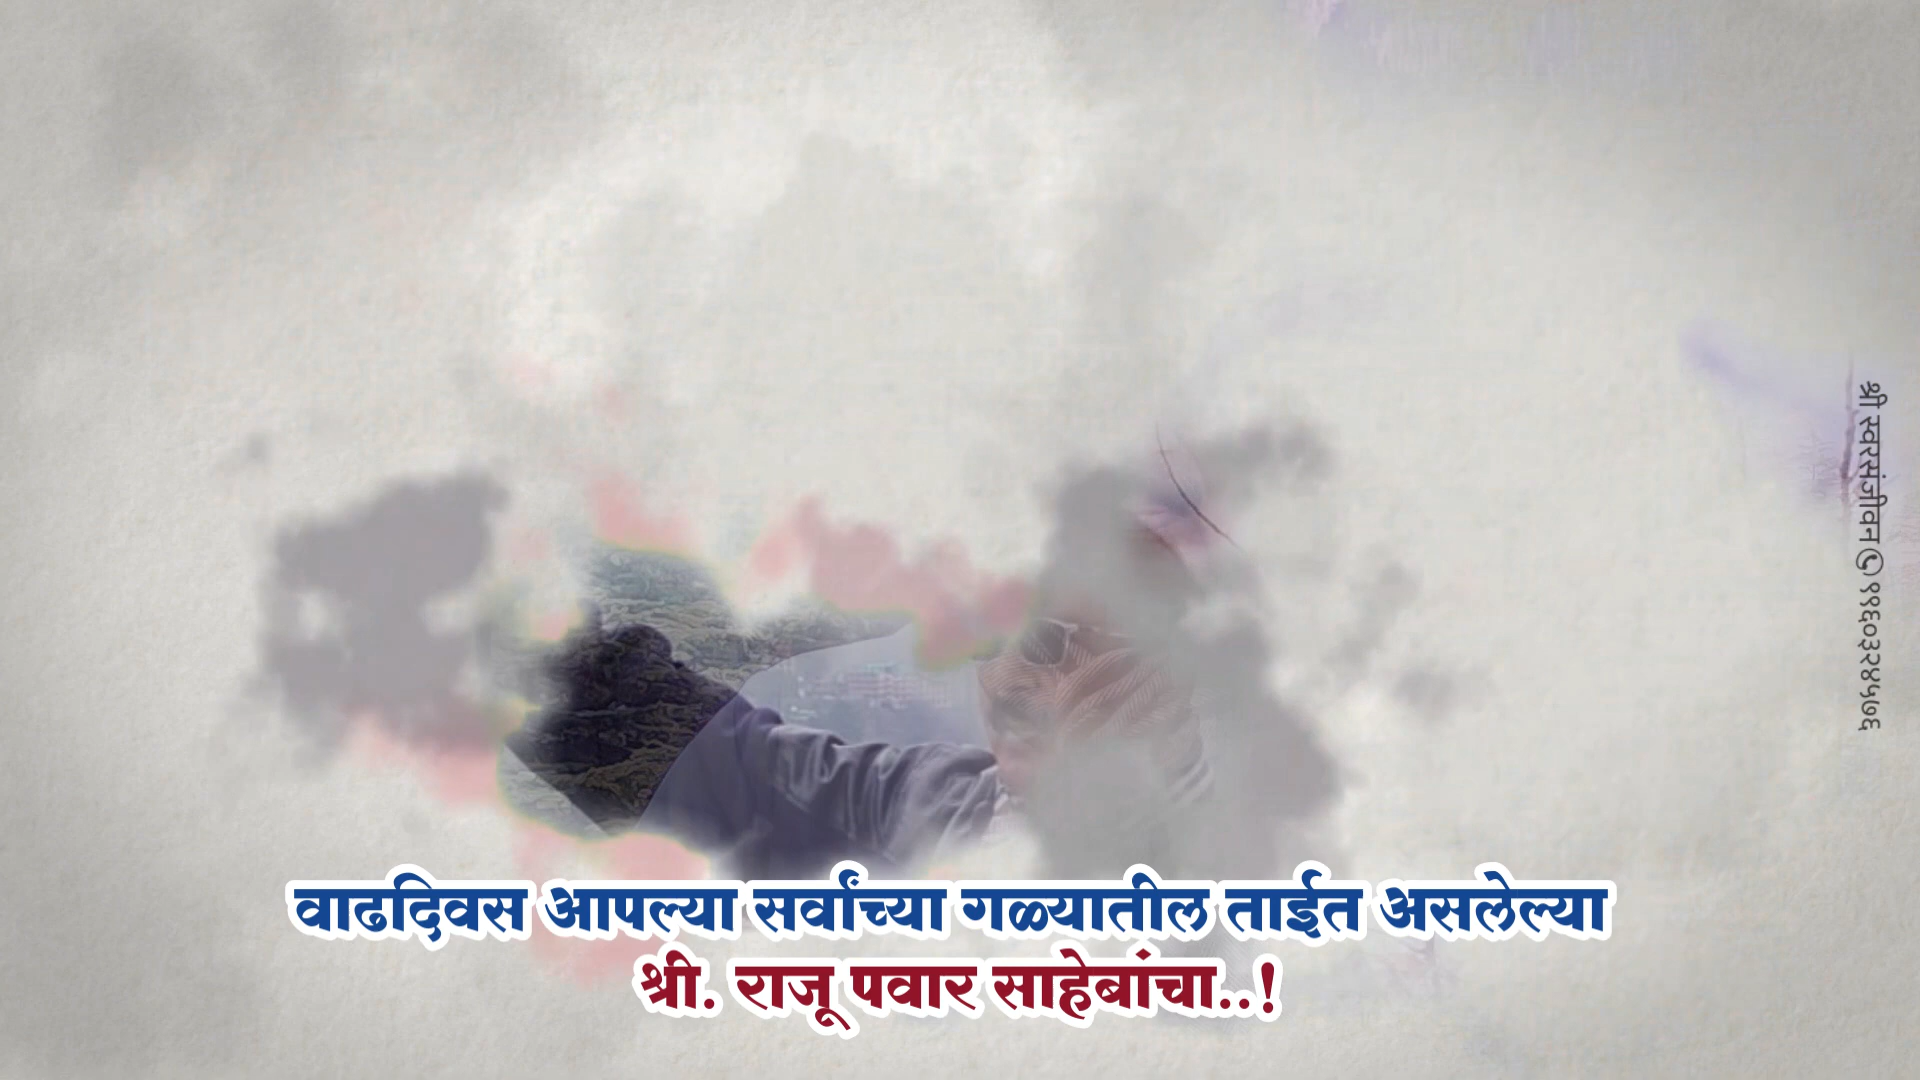 वाढदिवस आपल्या सर्वांच्या गळ्यातील ताईत असलेल्या
श्री. राजू पवार साहेबांचा..!
श्री स्वरसंजीवन ९९६०३२४५७६